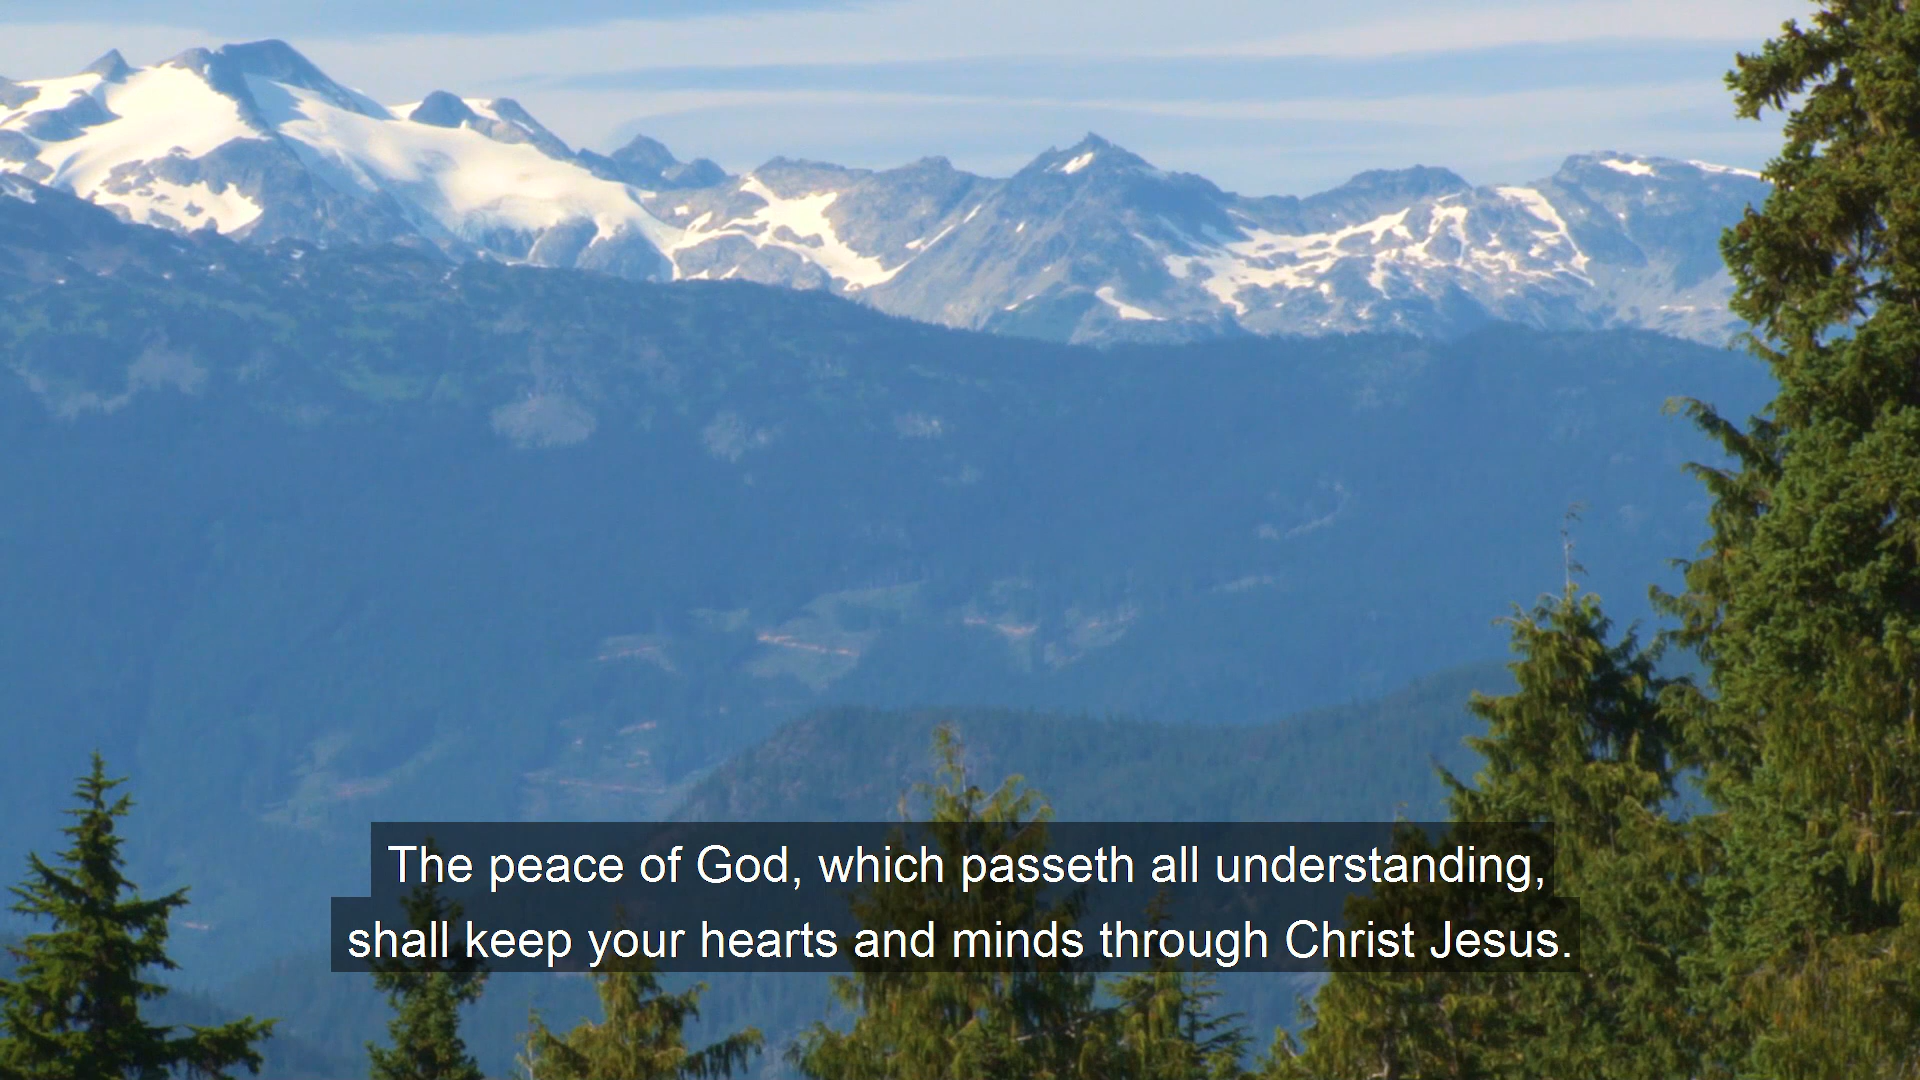 The peace of God, which passeth all understanding,
shall keep your hearts and minds through Christ Jesus.